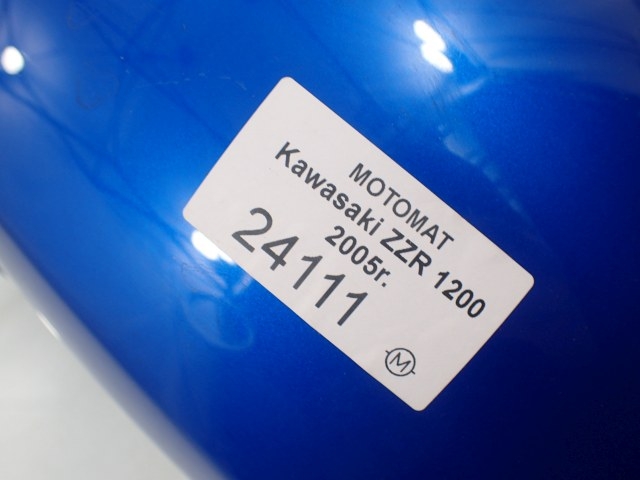 MOTOMAT
Kawasaki ZZR 1200
2005r.
24111
M